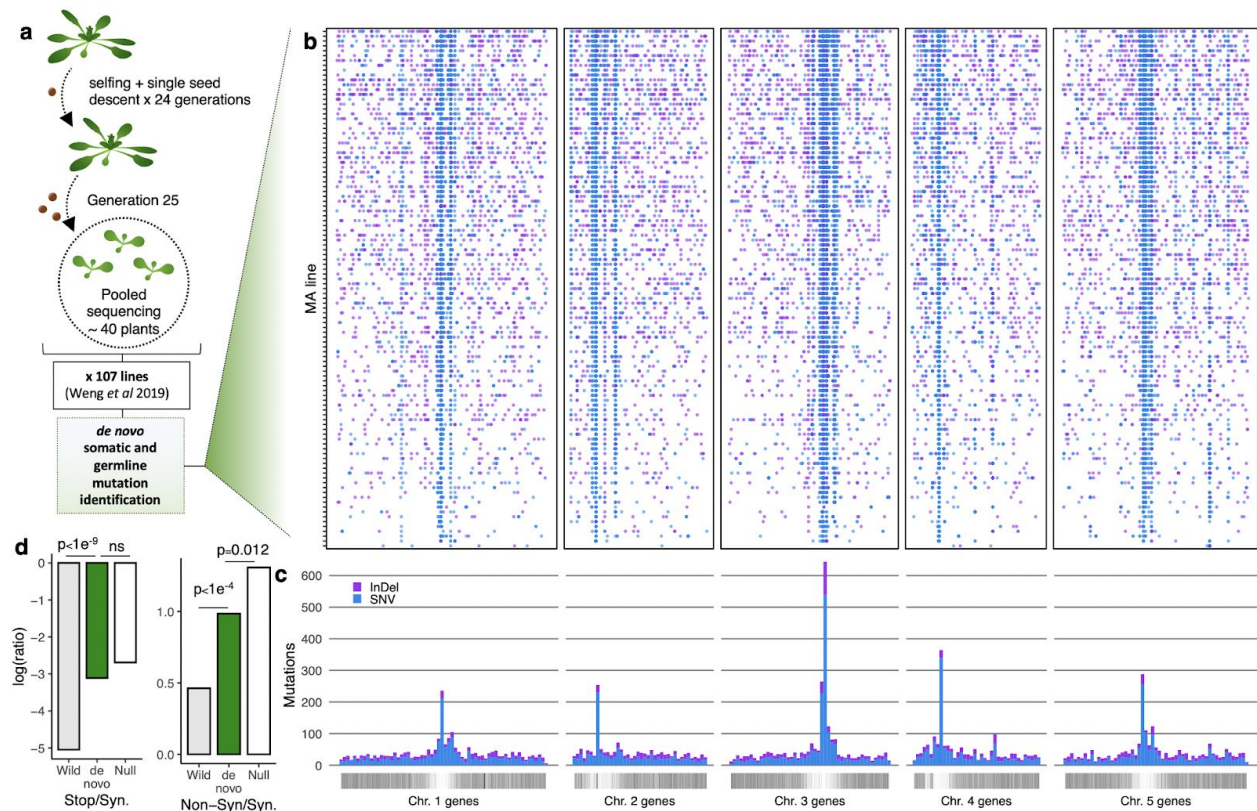 a
selfing + single seed
descent x 24 generations
Generation 25
Pooled
sequencing
~ 40 plants
x 107 lines
(Weng et al 2019)
de novo
somatic and
germline
mutation
identification
b
MA line
c
InDel
SNV
Mutations
600
500
400
300
200
100
0
Chr. 1 genes
Chr. 2 genes
Chr. 3 genes
Chr. 4 genes
Chr. 5 genes
d
p<1e-9
ns
log(ratio)
0
−1
−2
−3
−4
−5
Wild
de
novo
Null
Stop/Syn.
p=0.012
p<1e-4
1.0
0.5
0.0
Wild
de
novo
Null
Non−Syn/Syn.